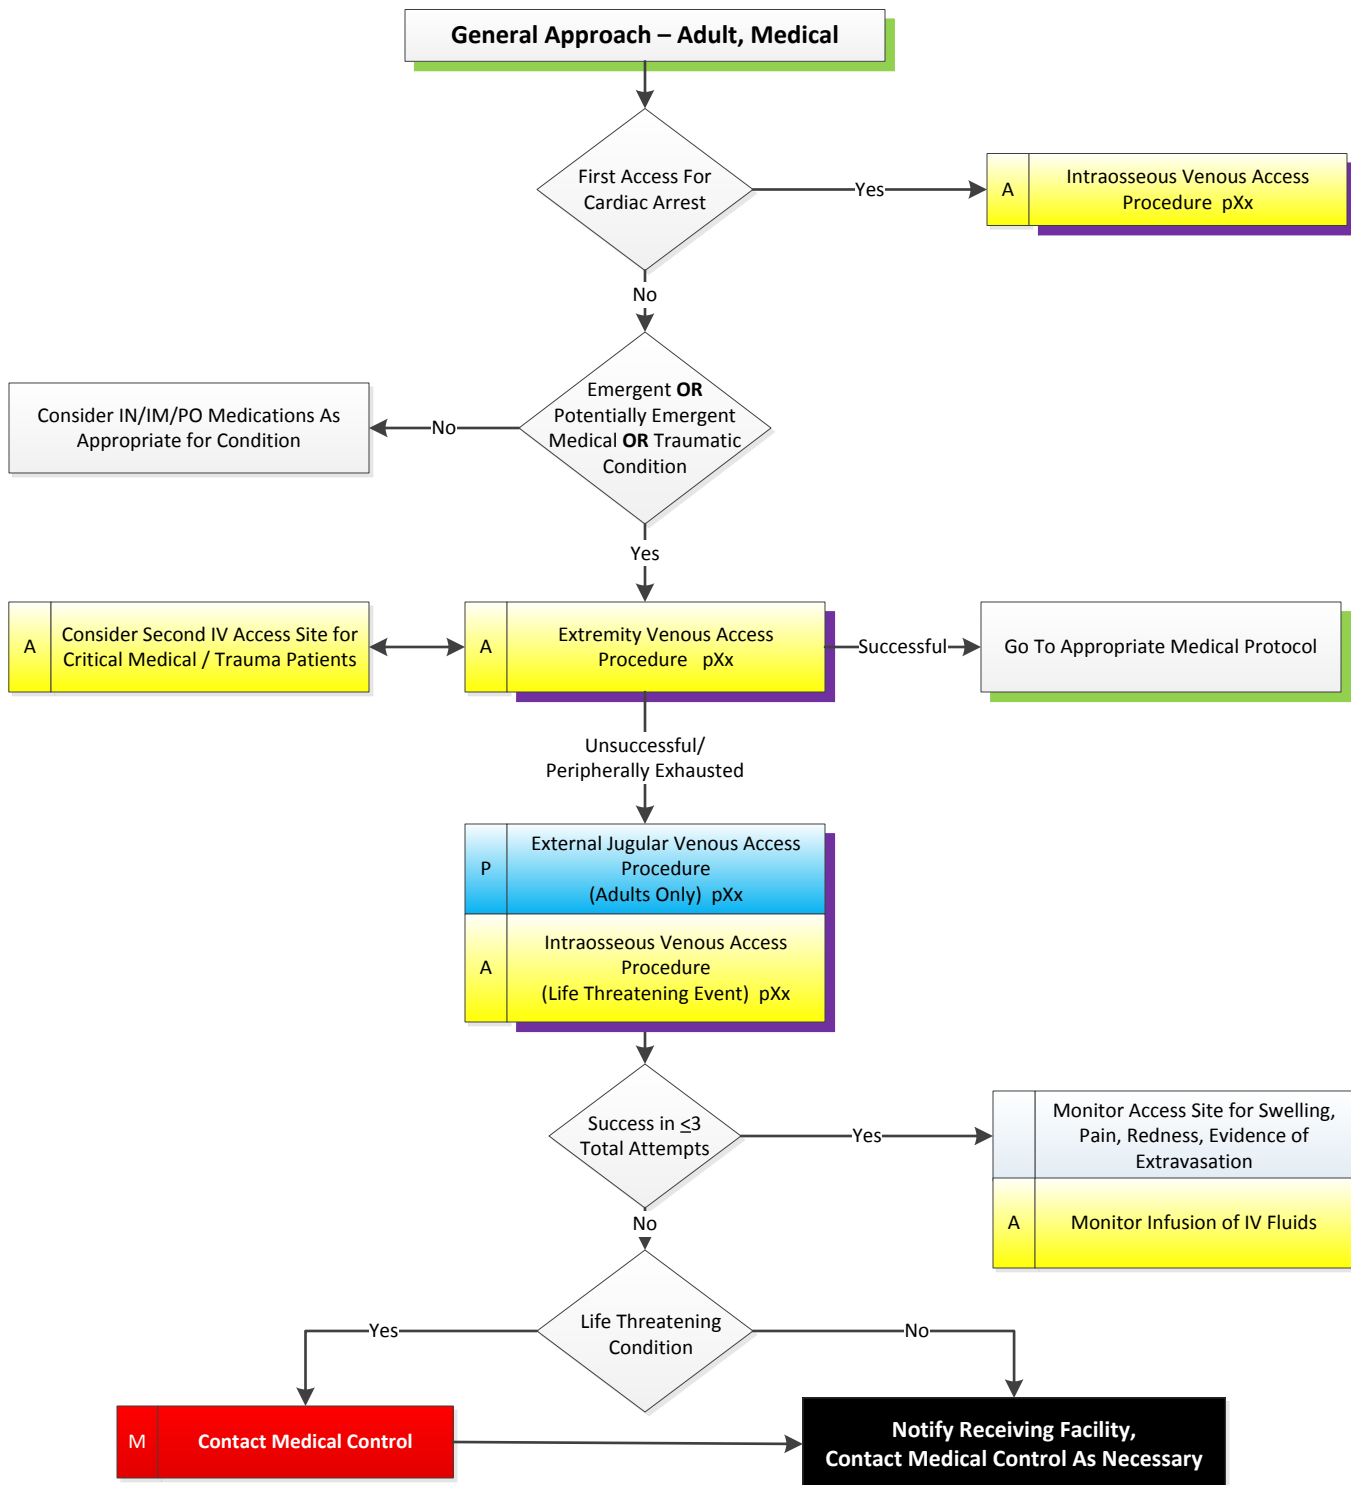 General Approach – Adult, Medical
First Access For
Cardiac Arrest
Yes
A
Intraosseous Venous Access
Procedure pXx
No
Emergent OR
Potentially Emergent
Medical OR Traumatic
Condition
No
Consider IN/IM/PO Medications As
Appropriate for Condition
Yes
A
Consider Second IV Access Site for
Critical Medical / Trauma Patients
A
Extremity Venous Access
Procedure pXx
Successful
Go To Appropriate Medical Protocol
Unsuccessful/
Peripherally Exhausted
P
External Jugular Venous Access
Procedure
(Adults Only) pXx
A
Intraosseous Venous Access
Procedure
(Life Threatening Event) pXx
Success in ≤3
Total Attempts
Yes
Monitor Access Site for Swelling,
Pain, Redness, Evidence of
Extravasation
A
Monitor Infusion of IV Fluids
No
Life Threatening
Condition
Yes
No
M
Contact Medical Control
Notify Receiving Facility,
Contact Medical Control As Necessary